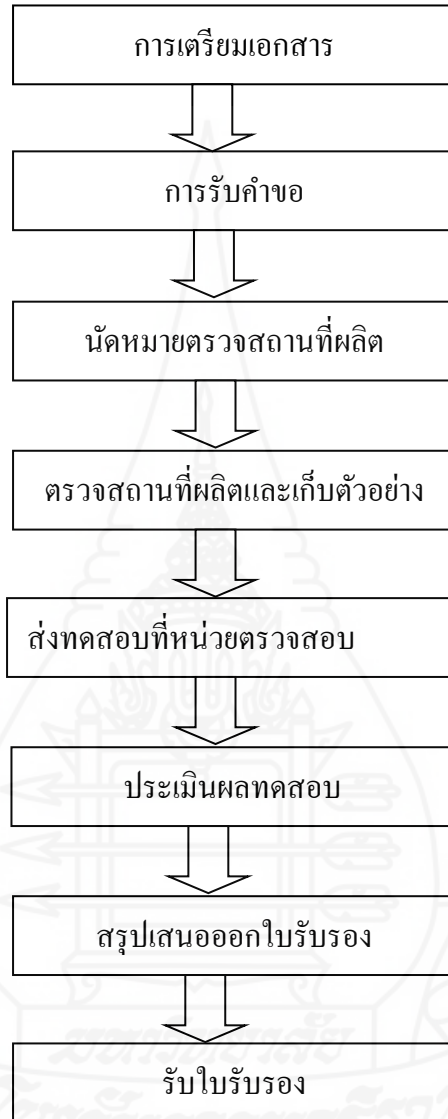 การเตรียมเอกสาร
การรับคำขอ
นัดหมายตรวจสถานที่ผลิต
ตรวจสถานที่ผลิตและเก็บตัวอย่าง
ส่งทดสอบที่หน่วยตรวจสอบ
ประเมินผลทดสอบ
สรุปเสนอออกใบรับรอง
รับใบรับรอง